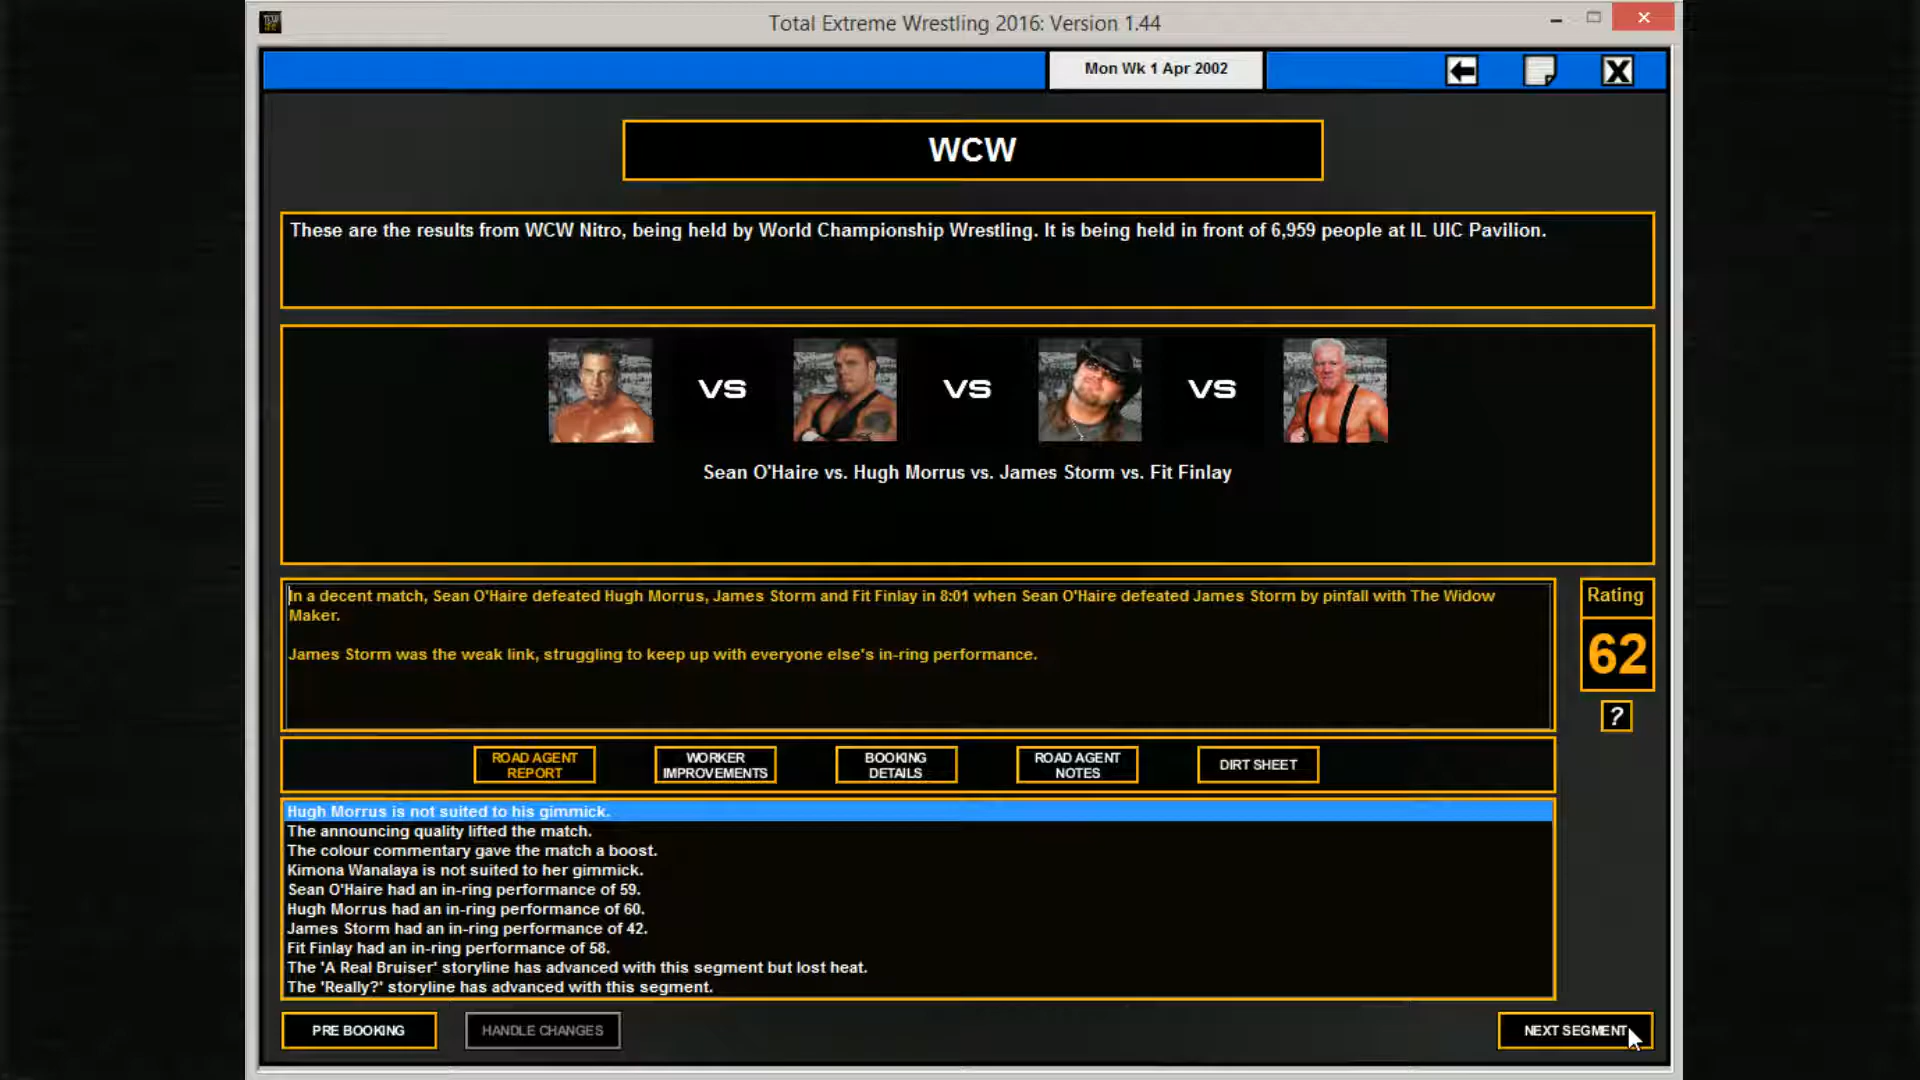 Total Extreme Wrestling 2016: Version 1.44
Mon Wk 1 Apr 2002
X
WCW
These are the results from WCW Nitro, being held by World Championship Wrestling. It is being held in front of 6,959 people at IL UIC Pavilion.
VS VS VS
Sean O'Haire vs. Hugh Morrus vs. James Storm vs. Fit Finlay
In a decent match, Sean O'Haire defeated Hugh Morrus, James Storm and Fit Finlay in 8:01 when Sean O'Haire defeated James Storm by pinfall with The Widow
Maker.
James Storm was the weak link, struggling to keep up with everyone else's in-ring performance.
Rating
62
?
ROAD AGENT
REPORT
WORKER
IMPROVEMENTS
BOOKING
DETAILS
ROAD AGENT
NOTES
DIRT SHEET
Hugh Morrus is not suited to his gimmick.
The announcing quality lifted the match.
The colour commentary gave the match a boost.
Kimona Wanalaya is not suited to her gimmick.
Sean O'Haire had an in-ring performance of 59.
Hugh Morrus had an in-ring performance of 60.
James Storm had an in-ring performance of 42.
Fit Finlay had an in-ring performance of 58.
The 'A Real Bruiser' storyline has advanced with this segment but lost heat.
The 'Really?' storyline has advanced with this segment.
PRE BOOKING
HANDLE CHANGES
NEXT SEGMENT